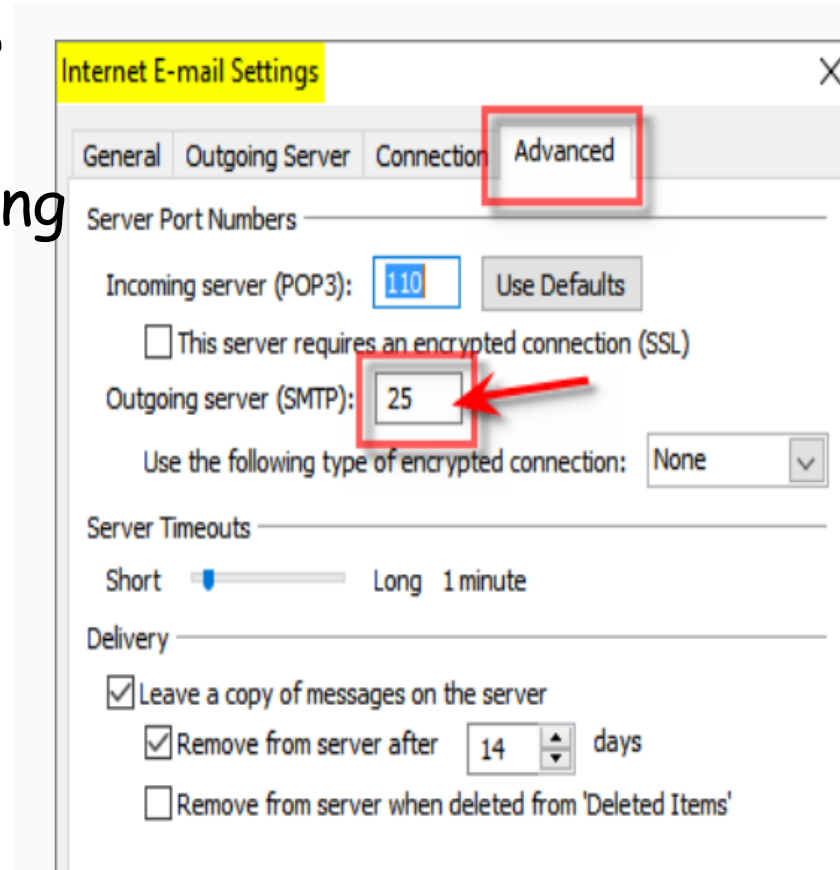 Internet E-mail Settings
General Outgoing Server Connection Advanced
ng
Server Port Numbers
Incoming server (POP3): 110 Use Defaults
This server requires an encrypted connection (SSL)
Outgoing server (SMTP): 25
Use the following type of encrypted connection: None
Server Timeouts
Short Long 1 minute
Delivery
Leave a copy of messages on the server
Remove from server after 14 days
Remove from server when deleted from 'Deleted Items'